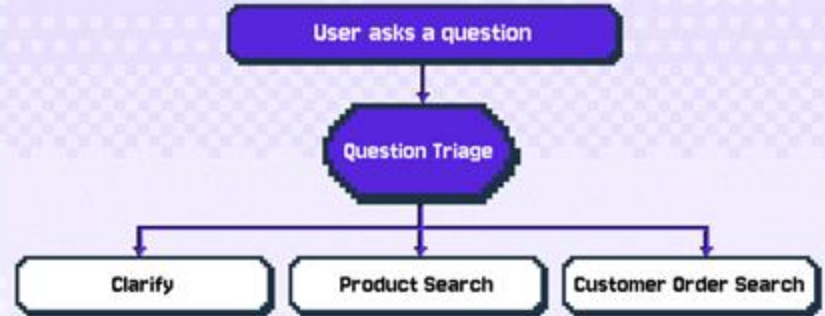 User asks a question
Question Triage
Clarify
Product Search
Customer Order Search